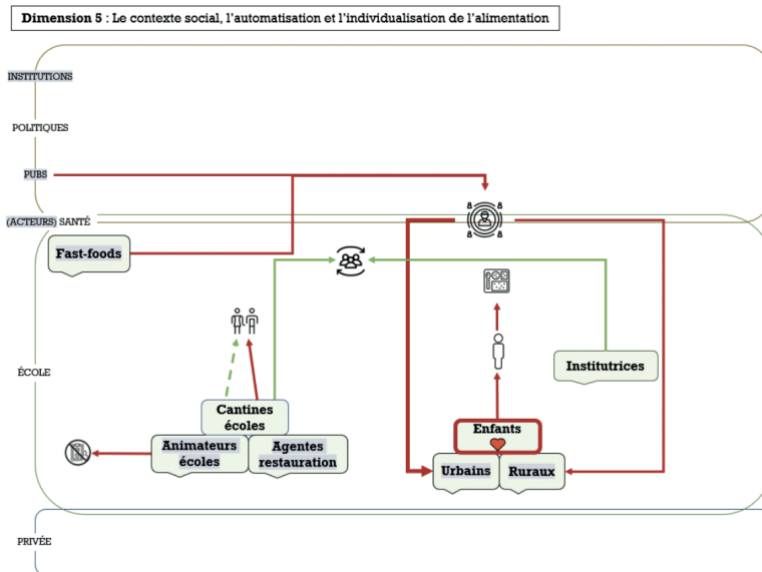 Dimension 5 : Le contexte social, l'automatisation et l'individualisation de l'alimentation
INSTITUTIONS
POLITIQUES
PUBS
(ACTEURS) SANTÉ
Fast-foods
ÉCOLE
Institutrices
Cantines
écoles
Animateurs
écoles
Agentes
restauration
Enfants
Urbains
Ruraux
PRIVÉE